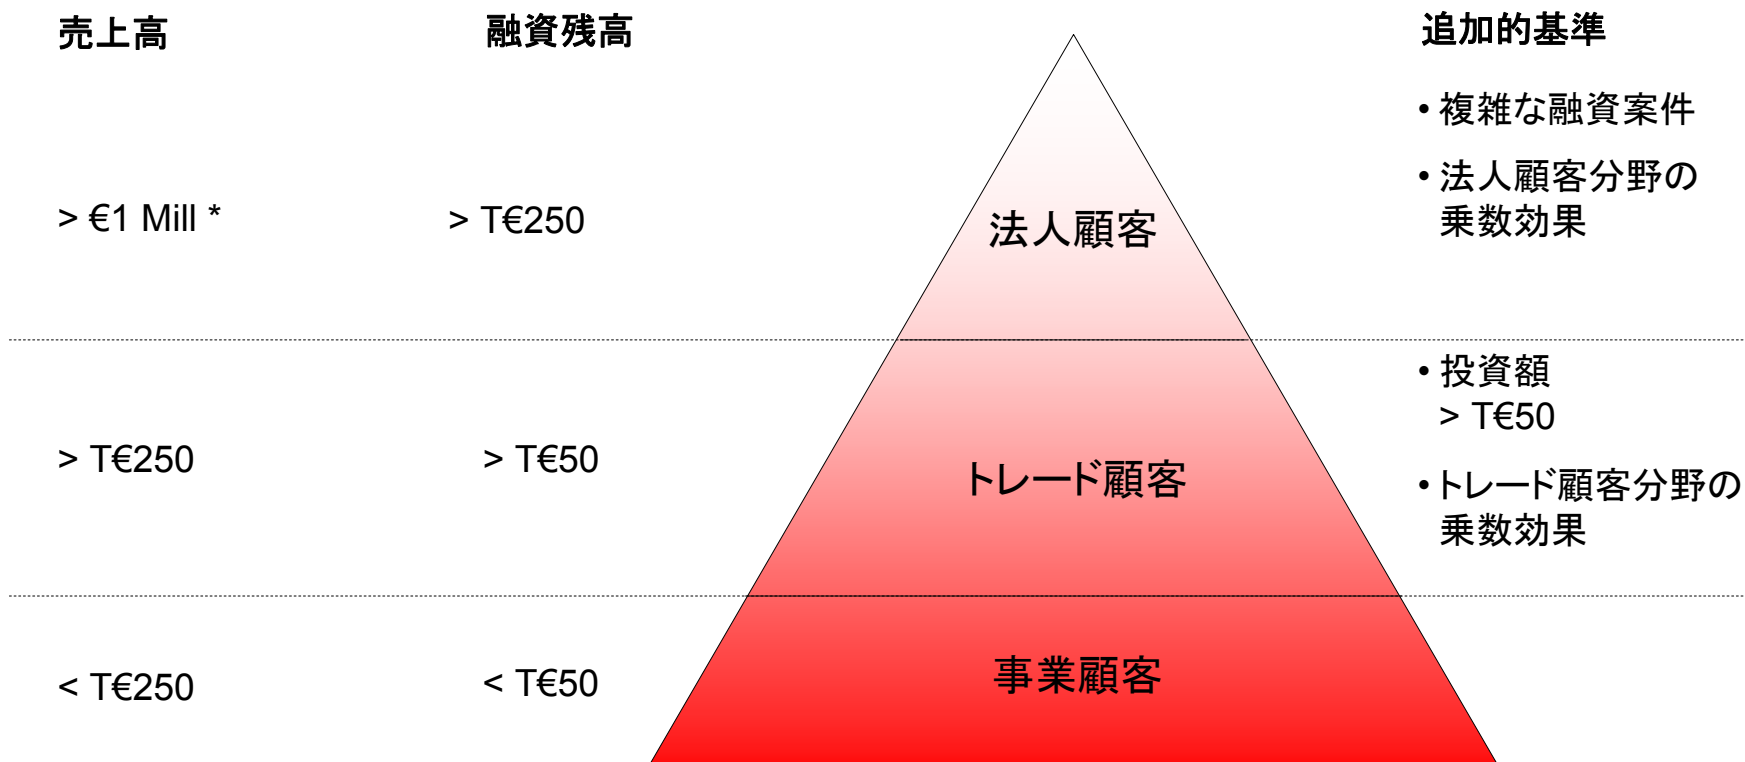 売上高
融資残高
追加的基準
• 複雑な融資案件
• 法人顧客分野の
乗数効果
> €1 Mill *
> T€250
法人顧客
• 投資額
> T€50
• トレード顧客分野の
乗数効果
> T€250
> T€50
トレード顧客
< T€250
< T€50
事業顧客